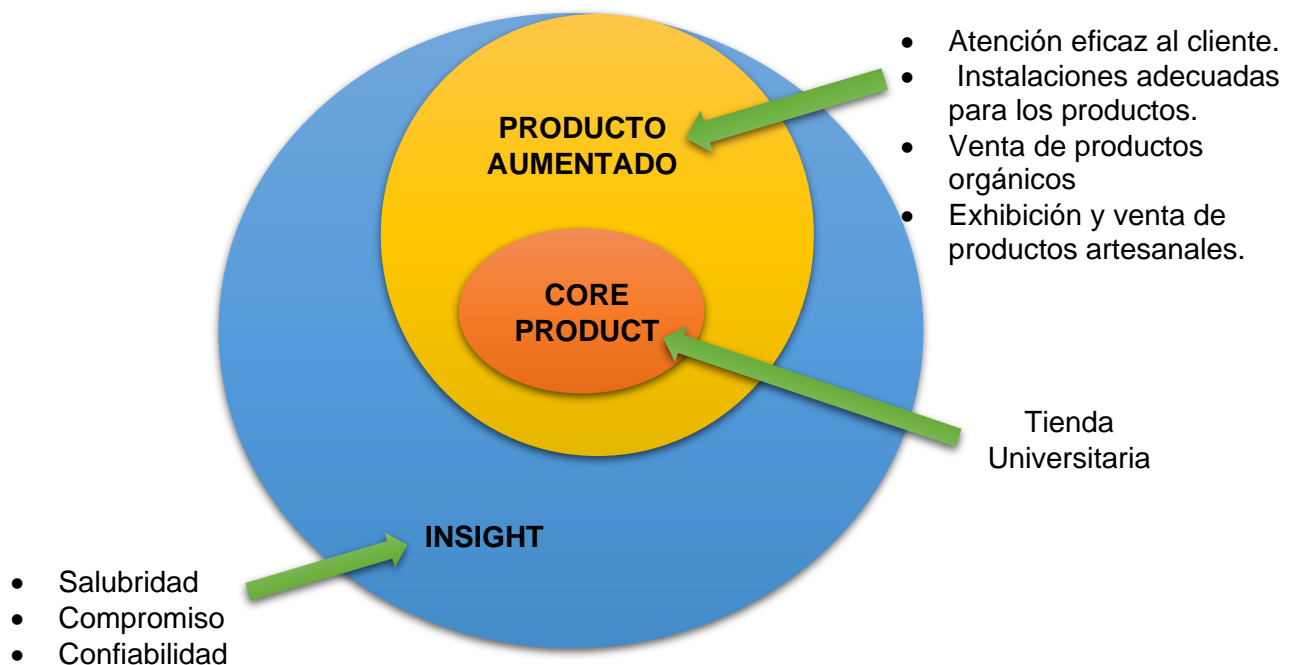 • Atención eficaz al cliente.
• Instalaciones adecuadas
para los productos.
• Venta de productos
orgánicos
• Exhibición y venta de
productos artesanales.
PRODUCTO
AUMENTADO
CORE
PRODUCT
Tienda
Universitaria
INSIGHT
• Salubridad
• Compromiso
• Confiabilidad